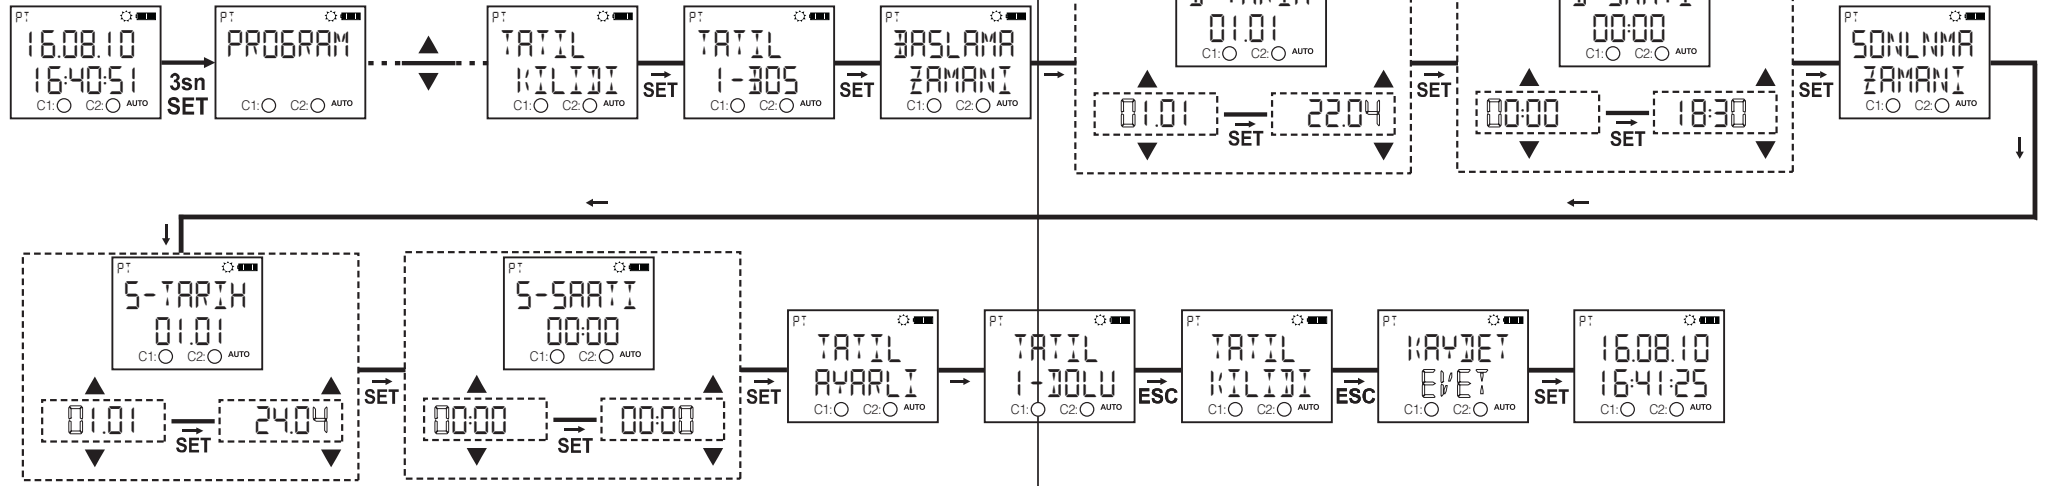 PT
16.08.10
16:40:51
C1: C2: AUTO
3sn
SET
PT
PROGRAM
C1: C2: AUTO
PT
TATIL
KILIDI
C1: C2: AUTO
SET
PT
TATIL
1-BOS
C1: C2: AUTO
SET
PT
BASLAMA
ZAMANI
C1: C2: AUTO
01.01
C1: C2: AUTO
01.01
SET
22.04
SET
00:00
C1: C2: AUTO
00:00
SET
18:30
SET
PT
SONLNMA
ZAMANI
C1: C2: AUTO
PT
S-TARIH
01.01
C1: C2: AUTO
01.01
SET
24.04
SET
PT
S-SAATI
00:00
C1: C2: AUTO
00:00
SET
00:00
SET
PT
TATIL
AYARLI
C1: C2: AUTO
PT
TATIL
1-DOLU
C1: C2: AUTO
ESC
PT
TATIL
KILIDI
C1: C2: AUTO
ESC
PT
KAYDET
EVET
C1: C2: AUTO
SET
PT
16.08.10
16:41:25
C1: C2: AUTO